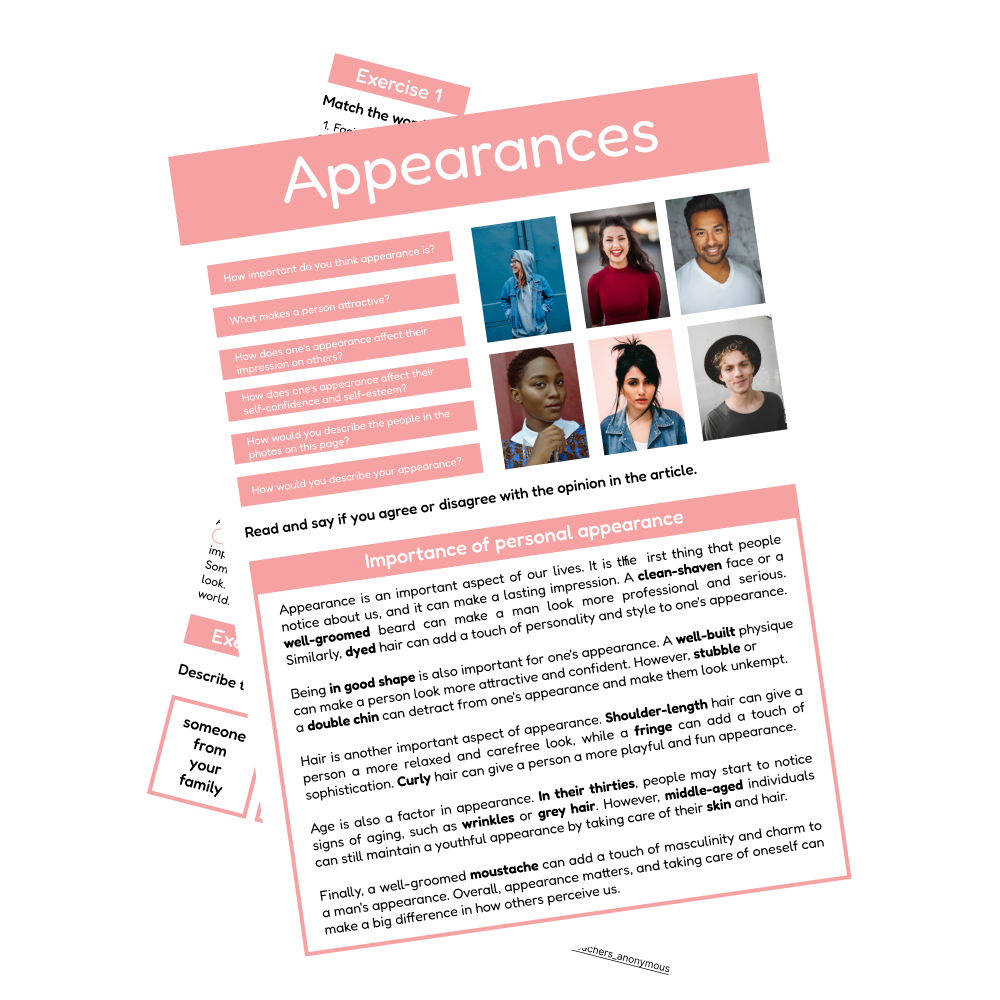 Exercise 1
Match the
1.
Appearances
How important do you think appearance is?
What makes a person attractive?
How does one's appearance affect their
impression on others?
How does one's appearance affect their
self-confidence and self-esteem?
How would you describe the people in the
photos on this page?
How would you describe your appearance?
Read and say if you agree or disagree with the opinion in the article.
Importance of personal appearance
Appearance is an important aspect of our lives. It is the irst thing that people
notice about us, and it can make a lasting impression. A clean-shaven face or a
well-groomed beard can make a man look more professional and serious.
Similarly, dyed hair can add a touch of personality and style to one's appearance.
Being in good shape is also important for one's appearance. A well-built physique
can make a person look more attractive and confident. However, stubble or
a double chin can detract from one's appearance and make them look unkempt.
Hair is another important aspect of appearance. Shoulder-length hair can give a
person a more relaxed and carefree look, while a fringe can add a touch of
sophistication. Curly hair can give a person a more playful and fun appearance.
Age is also a factor in appearance. In their thirties, people may start to notice
signs of aging, such as wrinkles or grey hair. However, middle-aged individuals
can still maintain a youthful appearance by taking care of their skin and hair.
Finally, a well-groomed moustache can add a touch of masculinity and charm to
a man's appearance. Overall, appearance matters, and taking care of oneself can
make a big difference in how others perceive us.
look.
world.
Describe
someone
from
your
family